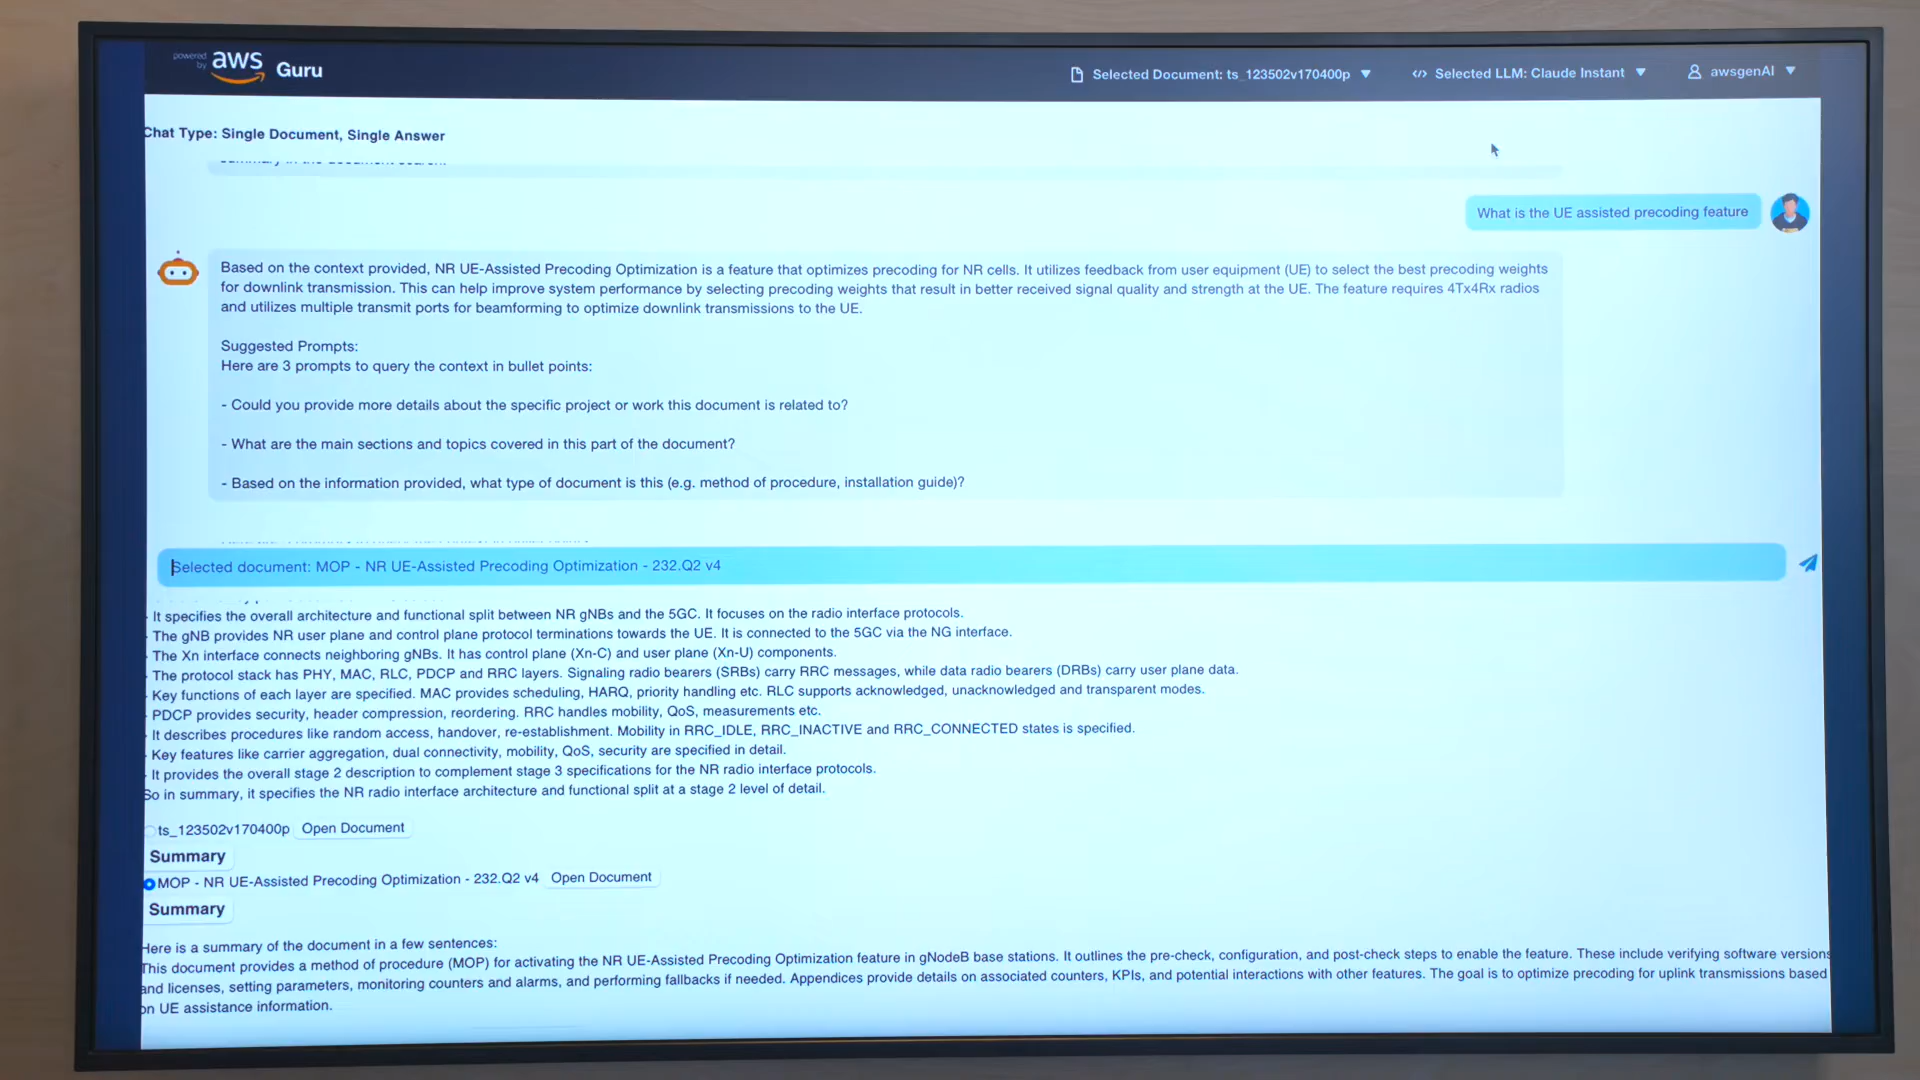 powered by aws Guru
Selected Document: ts_123502v170400p
Selected LLM: Claude Instant
awsgenAI
Chat Type: Single Document, Single Answer
What is the UE assisted precoding feature
Based on the context provided, NR UE-Assisted Precoding Optimization is a feature that optimizes precoding for NR cells. It utilizes feedback from user equipment (UE) to select the best precoding weights
for downlink transmission. This can help improve system performance by selecting precoding weights that result in better received signal quality and strength at the UE. The feature requires 4Tx4Rx radios
and utilizes multiple transmit ports for beamforming to optimize downlink transmissions to the UE.
Suggested Prompts:
Here are 3 prompts to query the context in bullet points:
- Could you provide more details about the specific project or work this document is related to?
- What are the main sections and topics covered in this part of the document?
- Based on the information provided, what type of document is this (e.g. method of procedure, installation guide)?
Selected document: MOP - NR UE-Assisted Precoding Optimization - 232.Q2 v4
- It specifies the overall architecture and functional split between NR gNBs and the 5GC. It focuses on the radio interface protocols.
- The gNB provides NR user plane and control plane protocol terminations towards the UE. It is connected to the 5GC via the NG interface.
- The Xn interface connects neighboring gNBs. It has control plane (Xn-C) and user plane (Xn-U) components.
- The protocol stack has PHY, MAC, RLC, PDCP and RRC layers. Signaling radio bearers (SRBs) carry RRC messages, while data radio bearers (DRBs) carry user plane data.
- Key functions of each layer are specified. MAC provides scheduling, HARQ, priority handling etc. RLC supports acknowledged, unacknowledged and transparent modes.
- PDCP provides security, header compression, reordering. RRC handles mobility, QoS, measurements etc.
- It describes procedures like random access, handover, re-establishment. Mobility in RRC_IDLE, RRC_INACTIVE and RRC_CONNECTED states is specified.
- Key features like carrier aggregation, dual connectivity, mobility, QoS, security are specified in detail.
- It provides the overall stage 2 description to complement stage 3 specifications for the NR radio interface protocols.
So in summary, it specifies the NR radio interface architecture and functional split at a stage 2 level of detail.
ts_123502v170400p Open Document
Summary
MOP - NR UE-Assisted Precoding Optimization - 232.Q2 v4 Open Document
Summary
Here is a summary of the document in a few sentences:
This document provides a method of procedure (MOP) for activating the NR UE-Assisted Precoding Optimization feature in gNodeB base stations. It outlines the pre-check, configuration, and post-check steps to enable the feature. These include verifying software versions
and licenses, setting parameters, monitoring counters and alarms, and performing fallbacks if needed. Appendices provide details on associated counters, KPIs, and potential interactions with other features. The goal is to optimize precoding for uplink transmissions based
on UE assistance information.